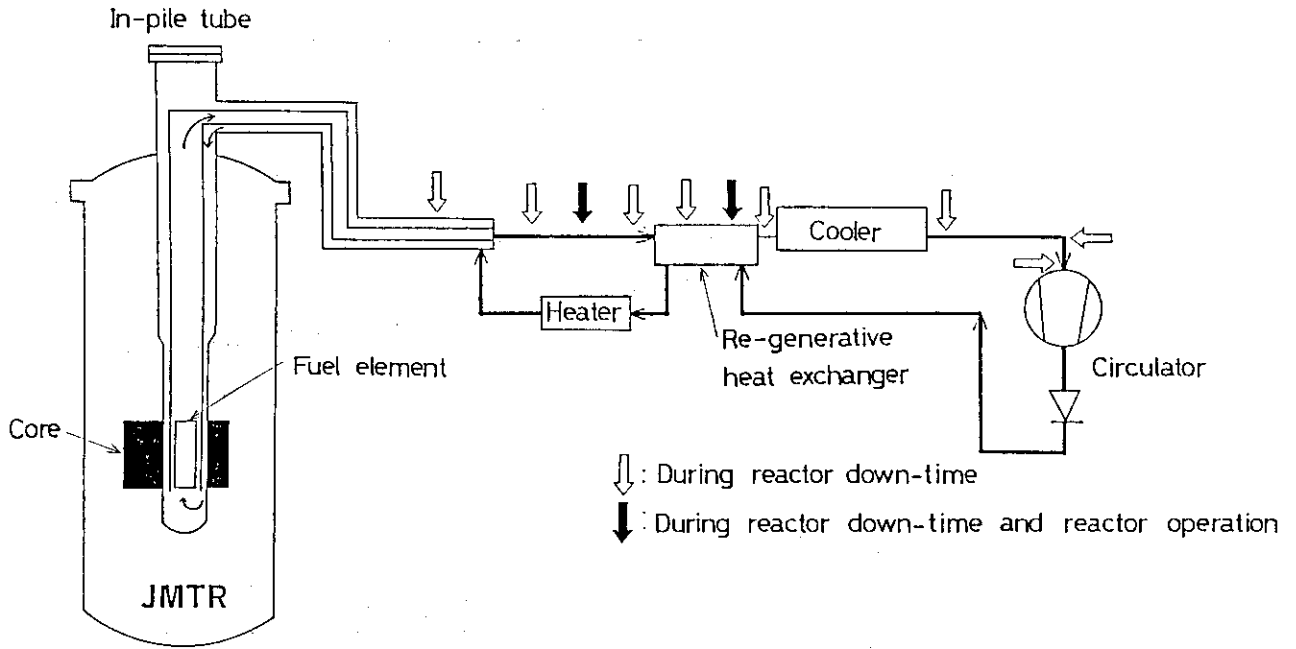 In-pile tube
Cooler
Heater
Re-generative
heat exchanger
Circulator
Fuel element
Core
: During reactor down-time
: During reactor down-time and reactor operation
JMTR